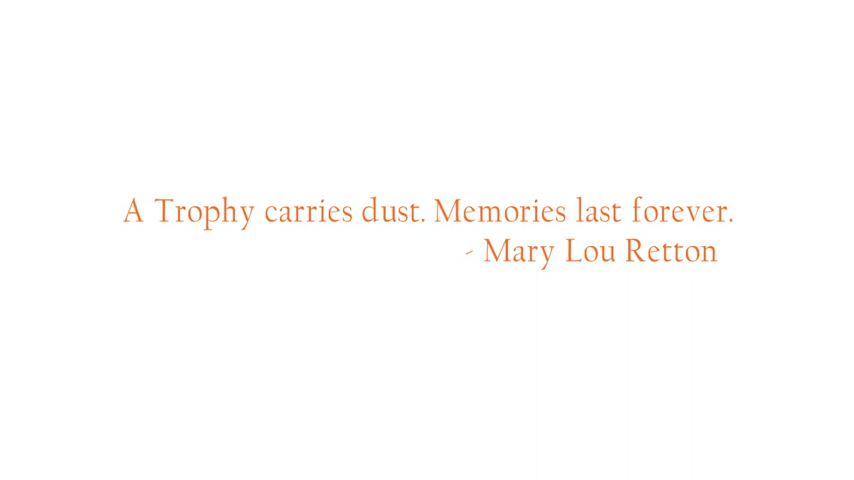 A Trophy carries dust. Memories last forever.
- Mary Lou Retton